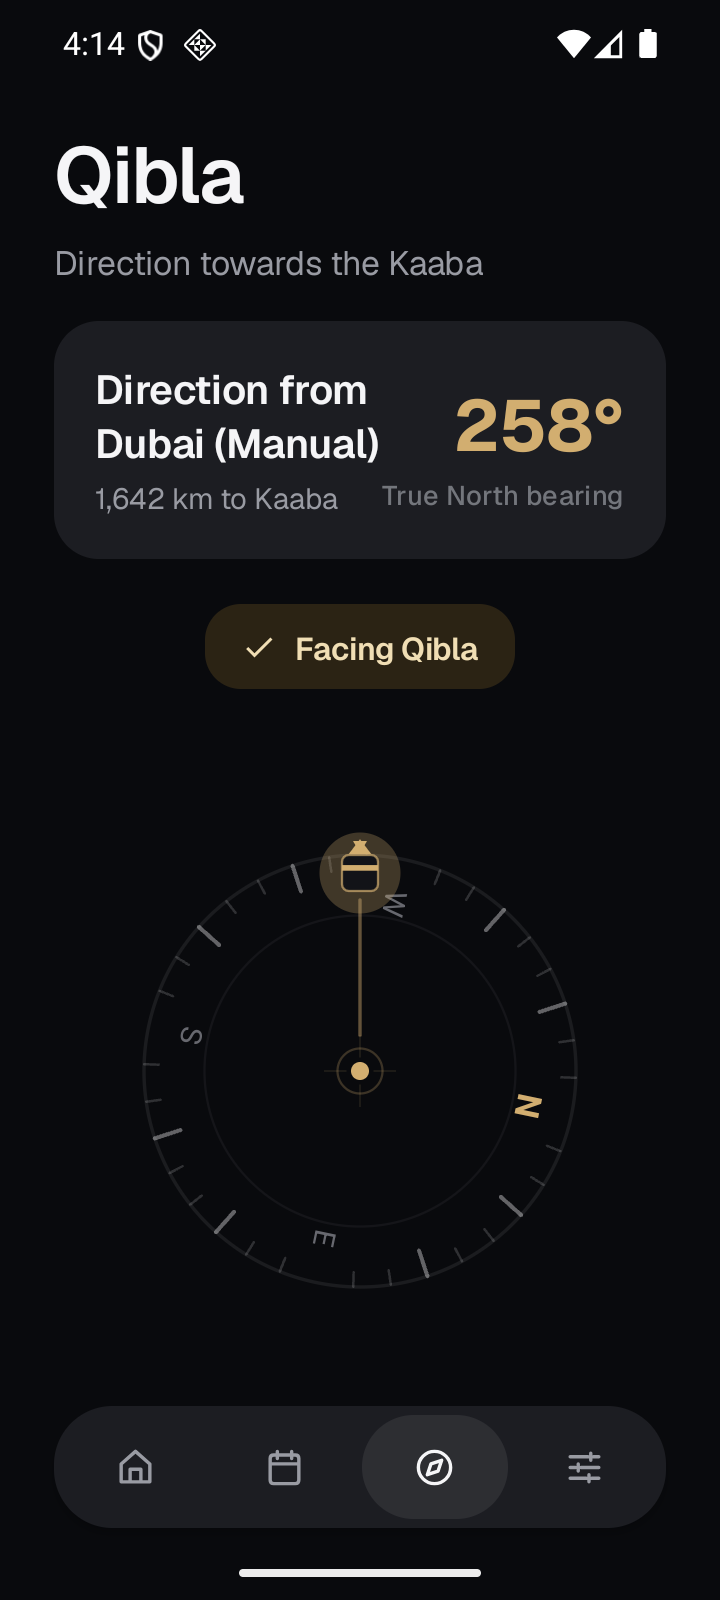 4:14
Qibla
Direction towards the Kaaba
Direction from
Dubai (Manual)
258°
1,642 km to Kaaba
True North bearing
Facing Qibla
W
S
N
E